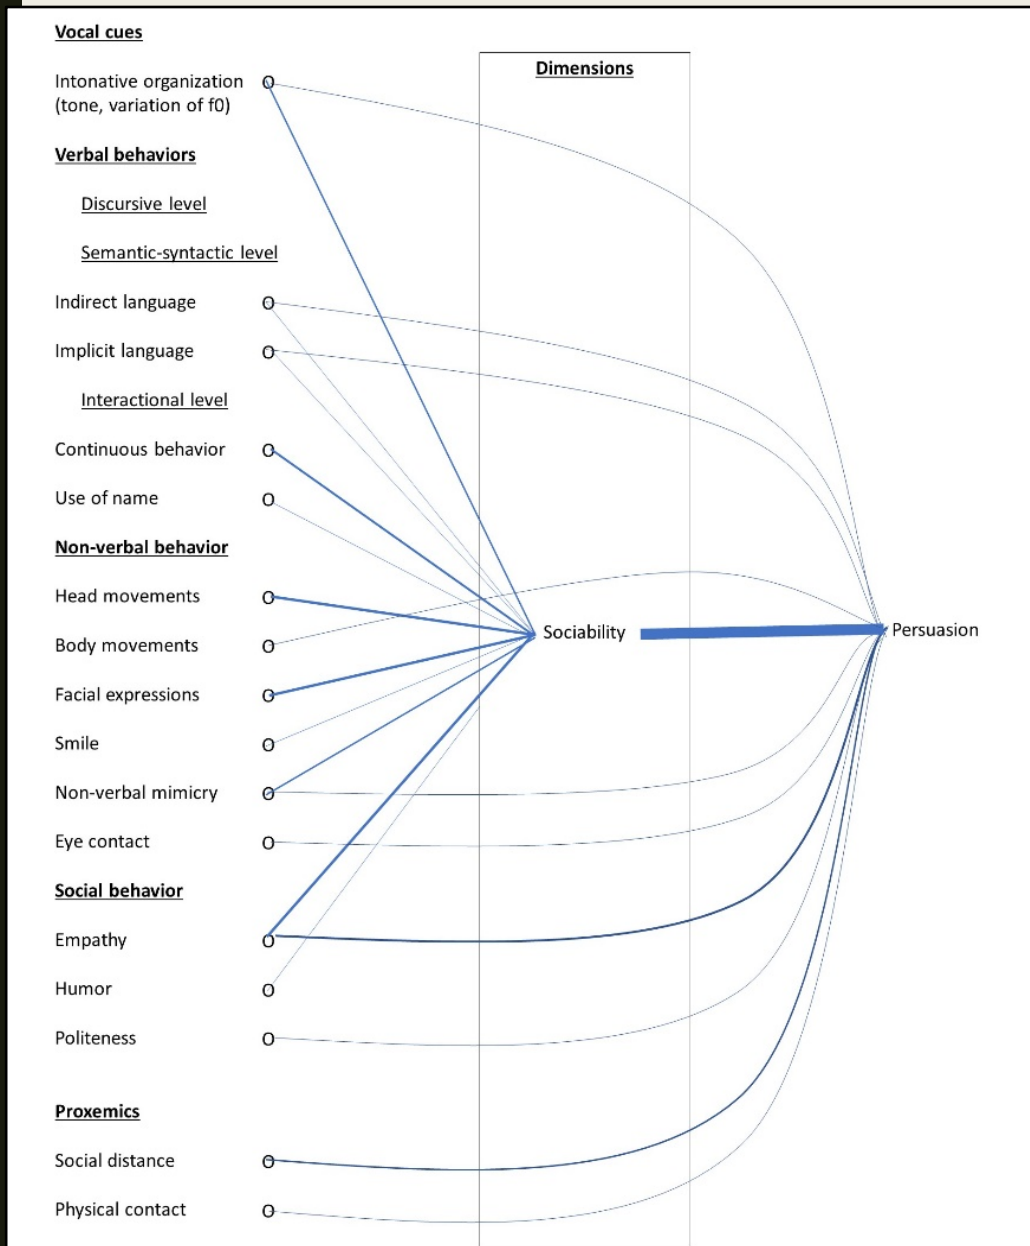 Vocal cues
Dimensions
Intonative organization
(tone, variation of f0)
Verbal behaviors
Discursive level
Semantic-syntactic level
Indirect language
Implicit language
Interactional level
Continuous behavior
Use of name
Non-verbal behavior
Head movements
Sociability
Persuasion
Body movements
Facial expressions
Smile
Non-verbal mimicry
Eye contact
Social behavior
Empathy
Humor
Politeness
Proxemics
Social distance
Physical contact